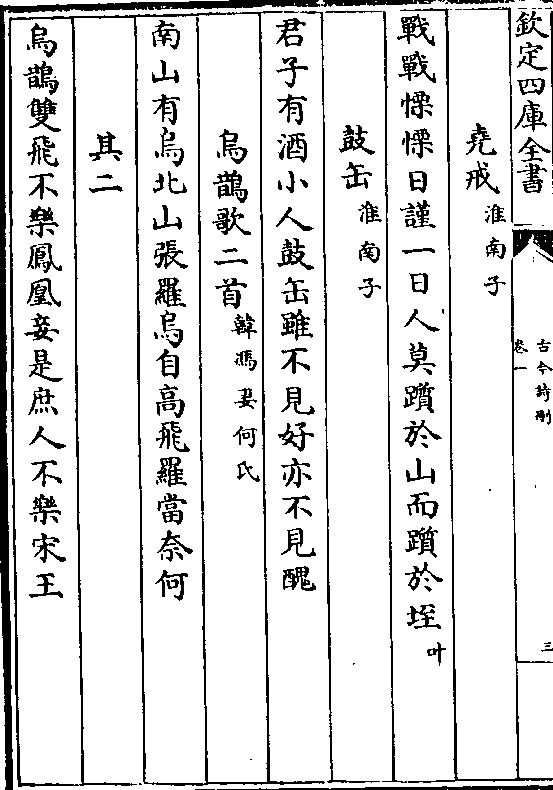 欽定四庫全書
古今詩刪
卷一
三
堯戒淮南子
戰戰慄慄日謹一日人莫躓於山而躓於垤叶
鼓缶淮南子
君子有酒小人鼓缶雖不見好亦不見醜
烏鵲歌二首韓馮妻何氏
南山有烏北山張羅烏自高飛羅當奈何
其二
烏鵲雙飛不樂鳳凰妾是庶人不樂宋王